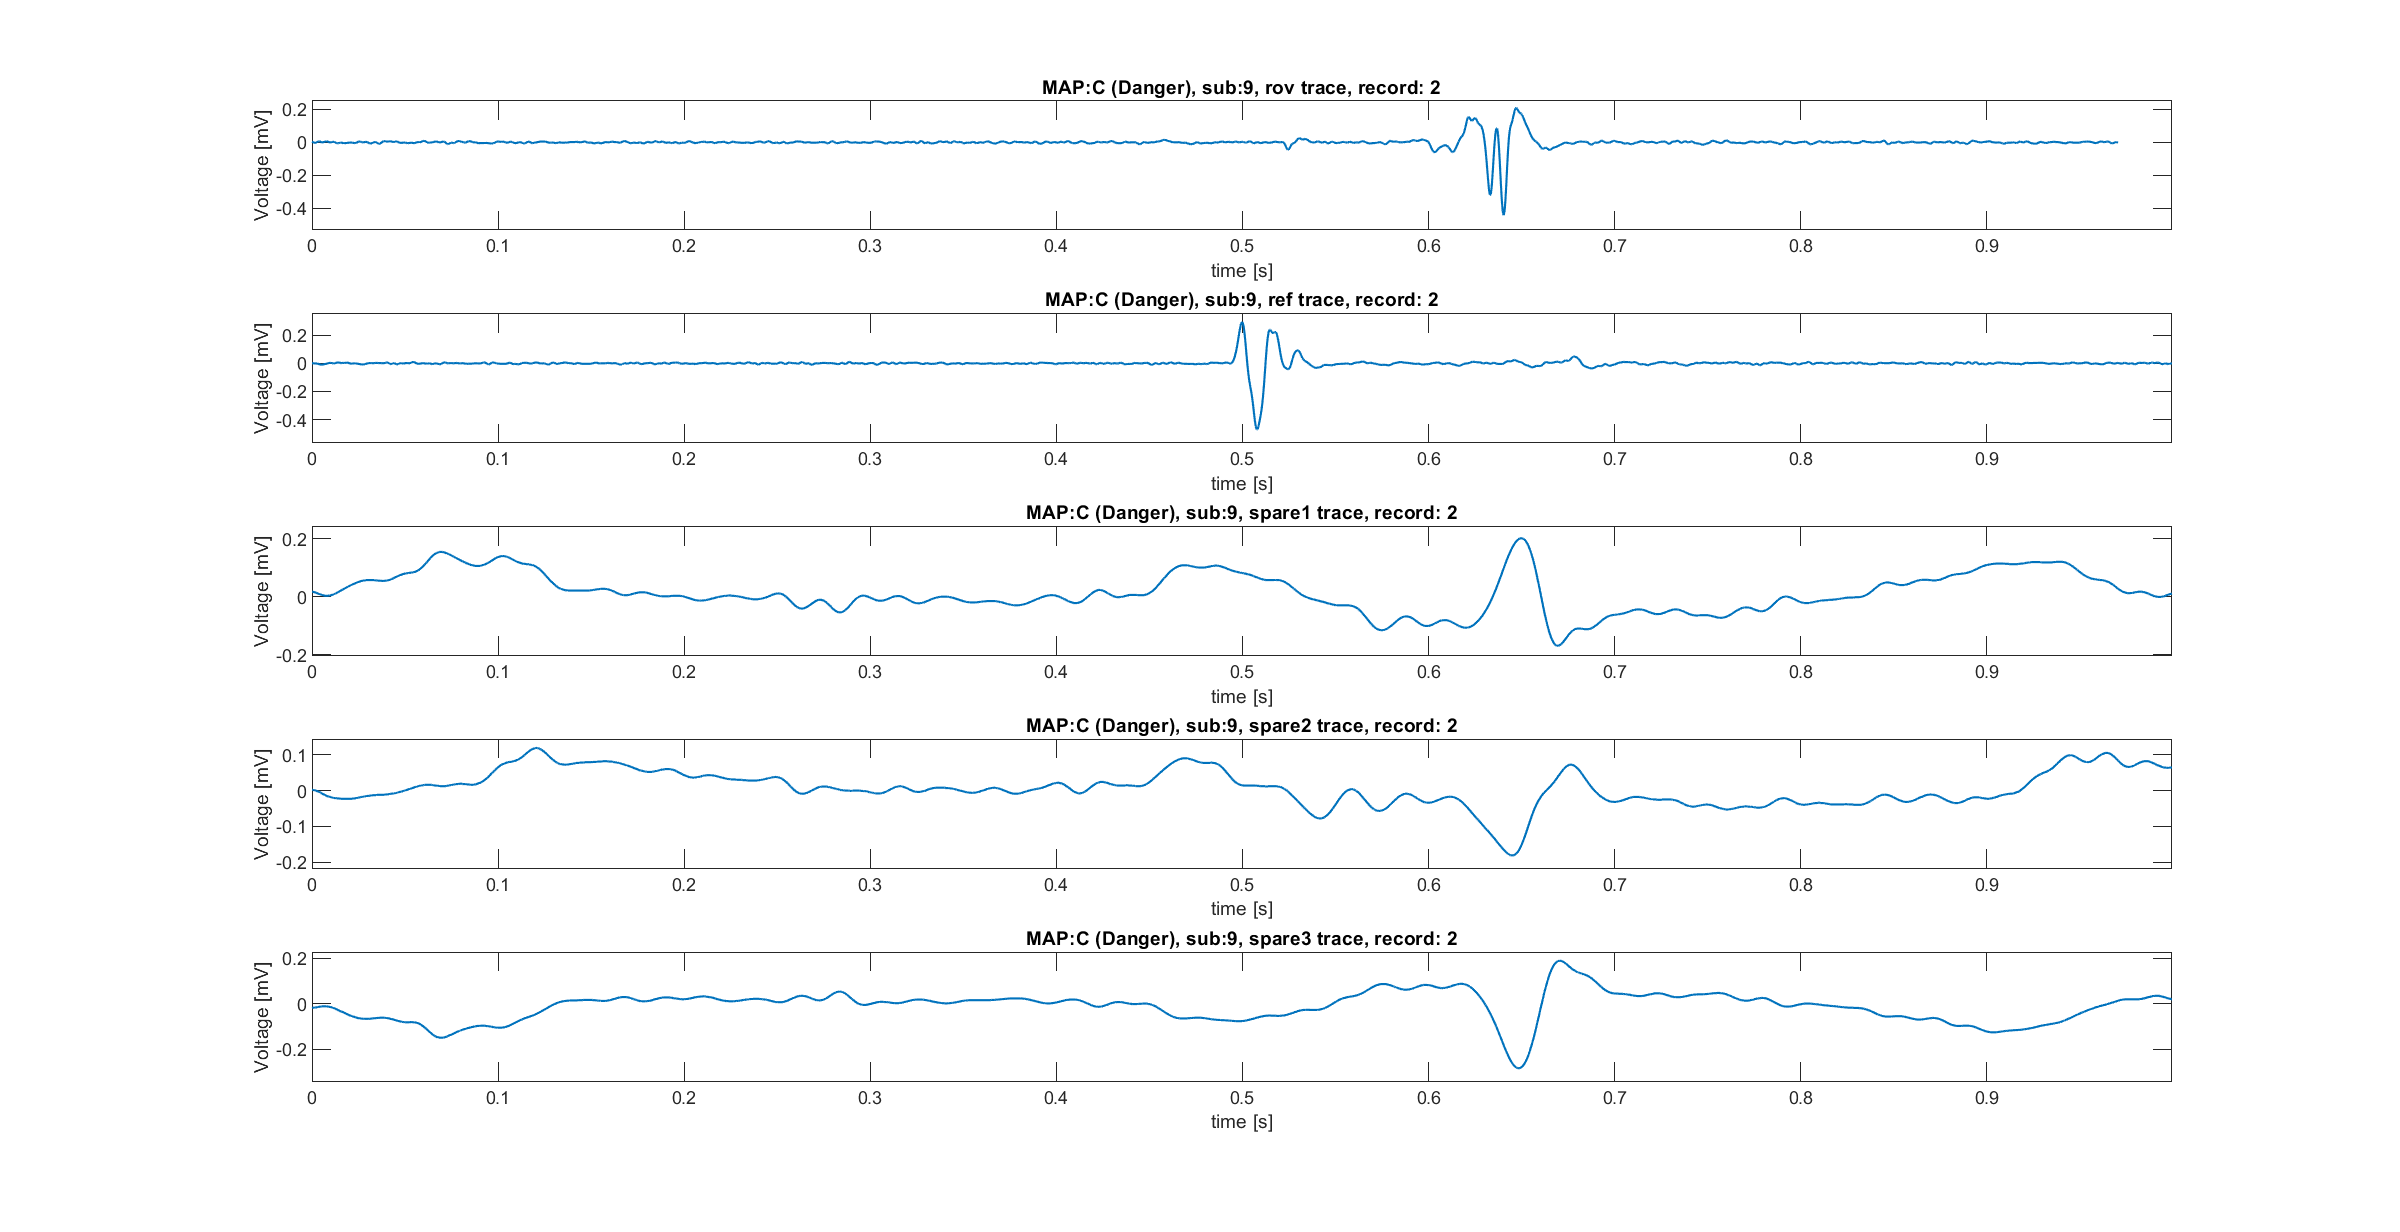 MAP:C (Danger), sub:9, rov trace, record: 2
Voltage [mV]
0.2
0
-0.2
-0.4
0 0.1 0.2 0.3 0.4 0.5 0.6 0.7 0.8 0.9
time [s]
MAP:C (Danger), sub:9, ref trace, record: 2
Voltage [mV]
0.2
0
-0.2
-0.4
0 0.1 0.2 0.3 0.4 0.5 0.6 0.7 0.8 0.9
time [s]
MAP:C (Danger), sub:9, spare1 trace, record: 2
Voltage [mV]
0.2
0
-0.2
0 0.1 0.2 0.3 0.4 0.5 0.6 0.7 0.8 0.9
time [s]
MAP:C (Danger), sub:9, spare2 trace, record: 2
Voltage [mV]
0.1
0
-0.1
-0.2
0 0.1 0.2 0.3 0.4 0.5 0.6 0.7 0.8 0.9
time [s]
MAP:C (Danger), sub:9, spare3 trace, record: 2
Voltage [mV]
0.2
0
-0.2
0 0.1 0.2 0.3 0.4 0.5 0.6 0.7 0.8 0.9
time [s]